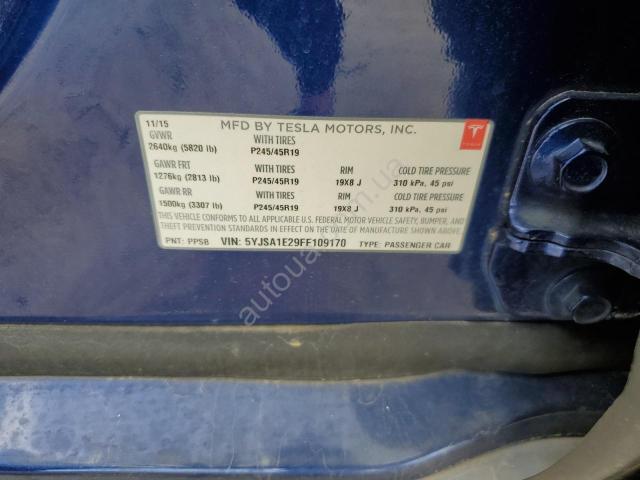 11/15 MFD BY TESLA MOTORS, INC.
GVWR WITH TIRES
2640kg (5820 lb) P245/45R19
GAWR FRT WITH TIRES RIM COLD TIRE PRESSURE
1276kg (2813 lb) P245/45R19 19X8 J 310 kPa, 45 psi
GAWR RR WITH TIRES RIM COLD TIRE PRESSURE
1500kg (3307 lb) P245/45R19 19X8 J 310 kPa, 45 psi
THIS VEHICLE CONFORMS TO ALL APPLICABLE U.S. FEDERAL MOTOR VEHICLE SAFETY, BUMPER, AND
THEFT PREVENTION STANDARDS IN EFFECT ON THE DATE OF MANUFACTURE SHOWN ABOVE.
PNT: PPSB VIN: 5YJSA1E29FF109170 TYPE: PASSENGER CAR
TESLA